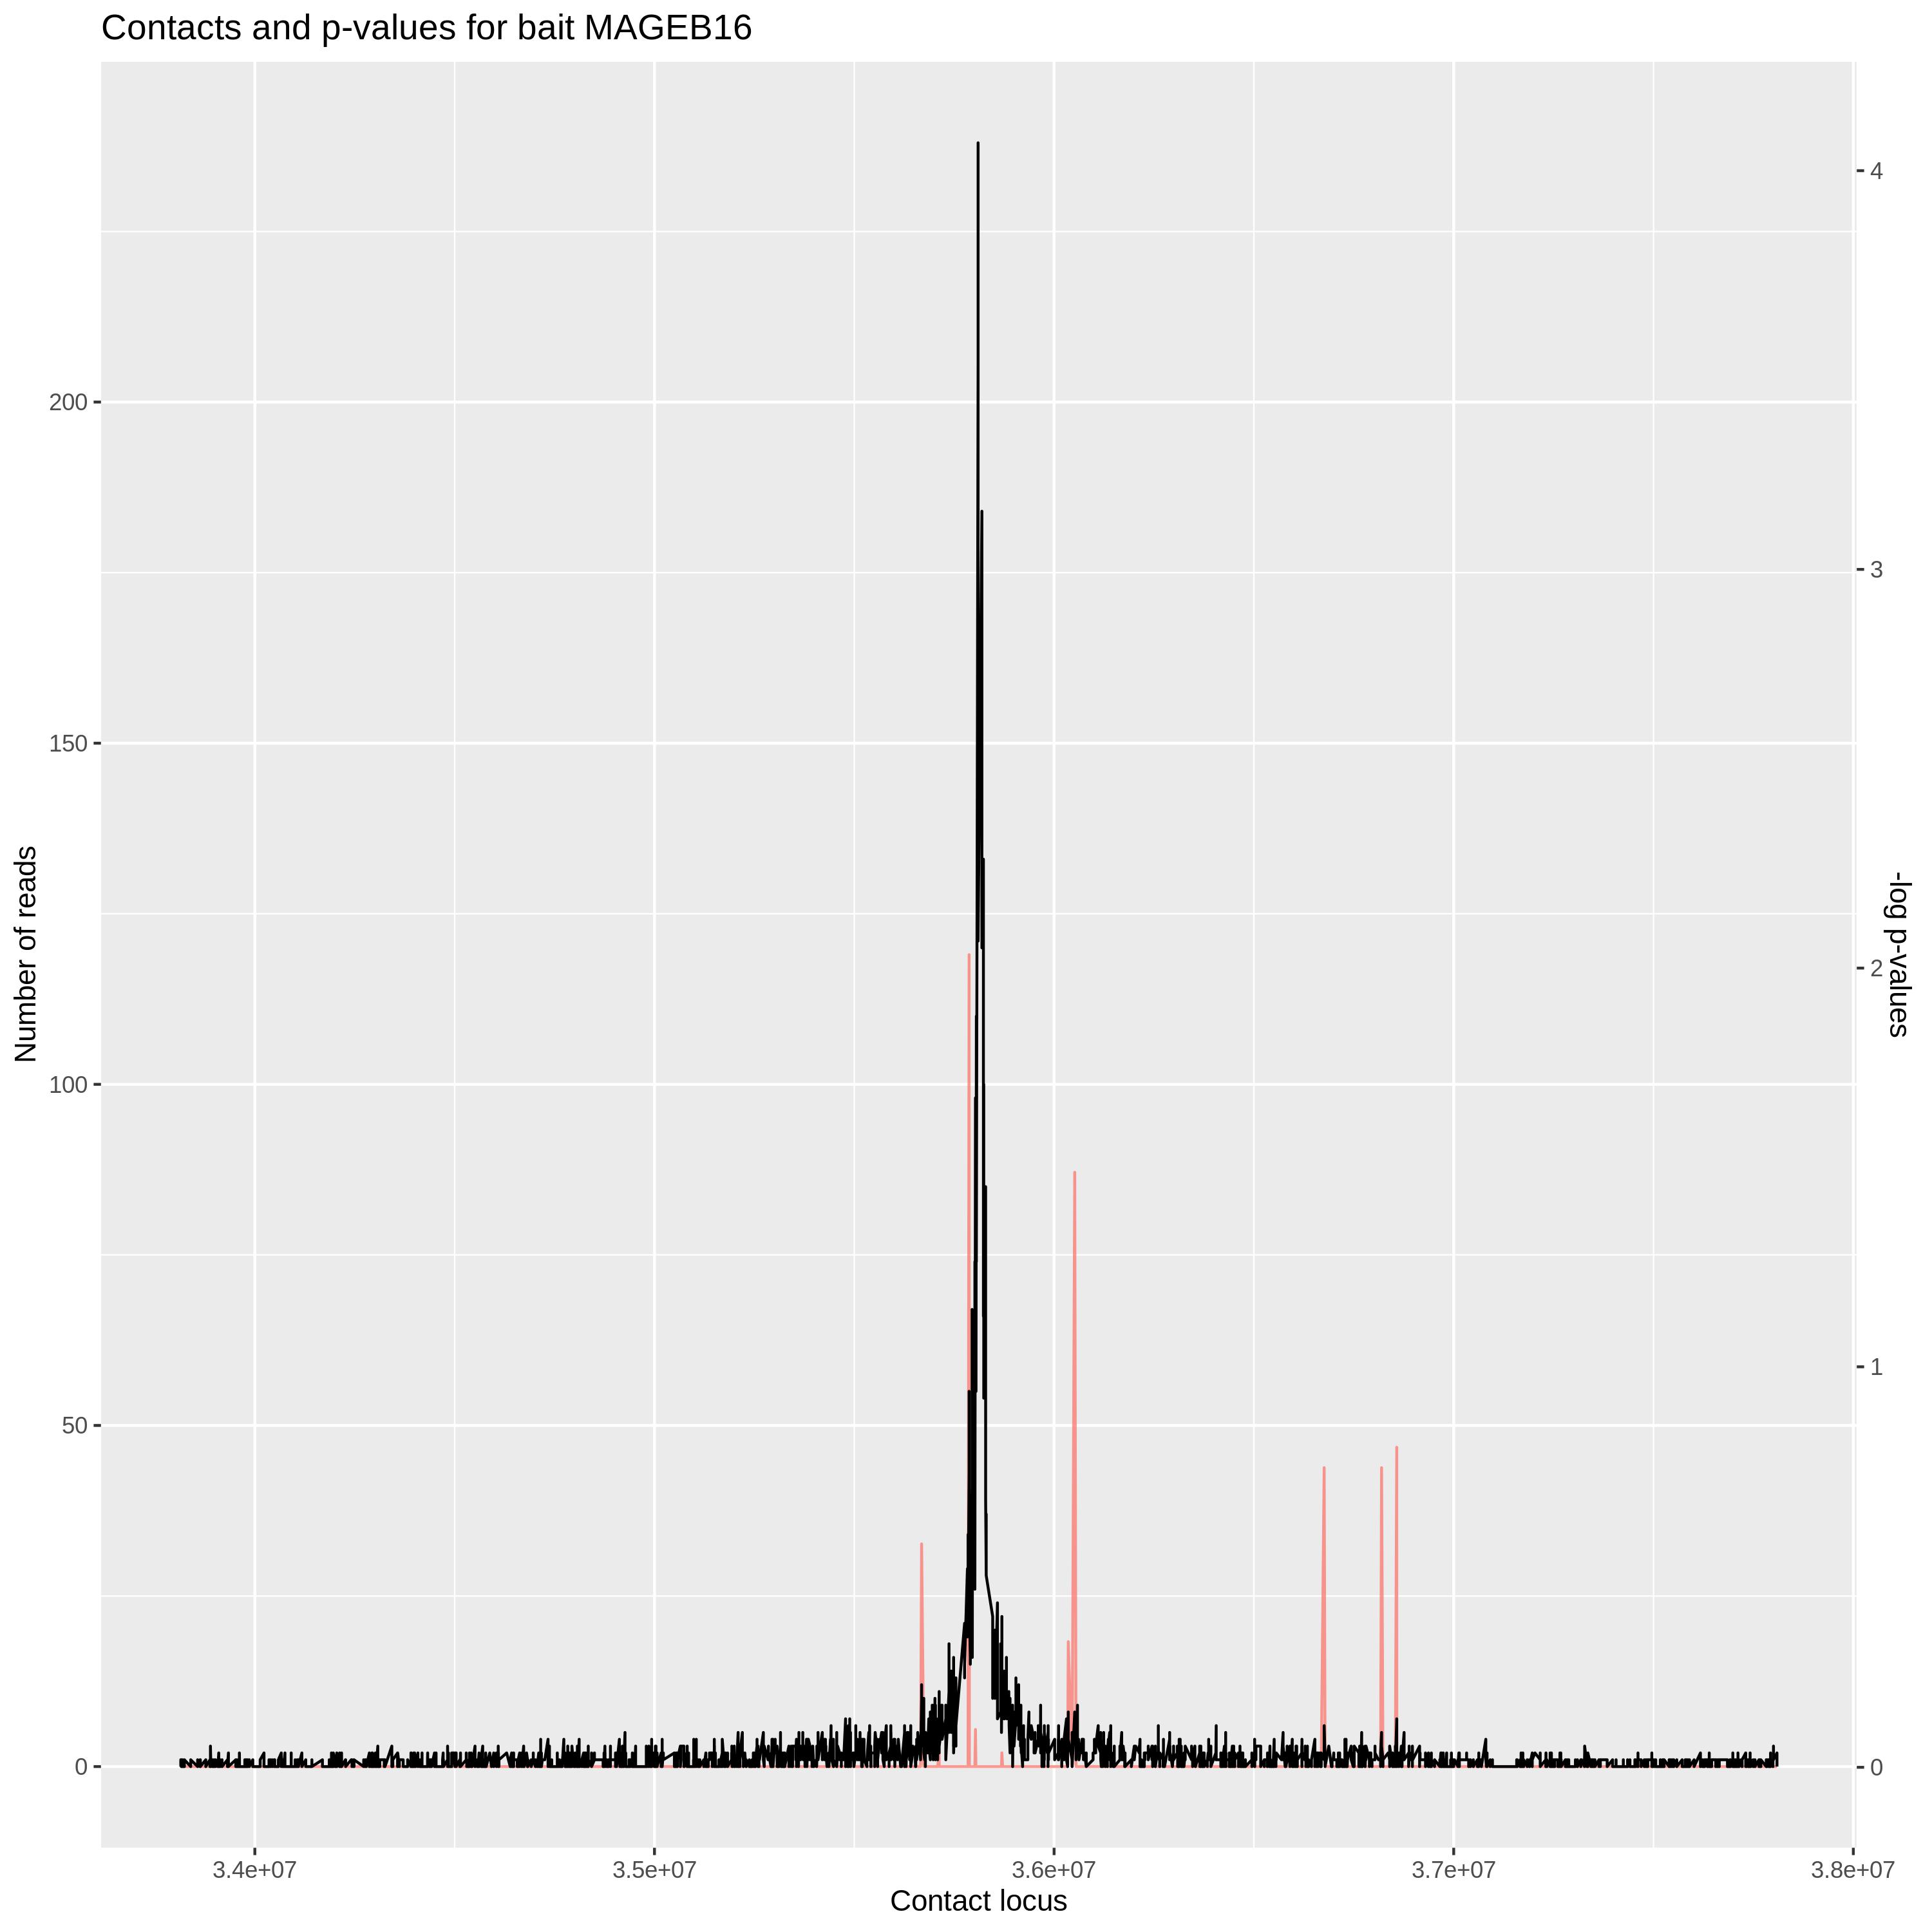 Contacts and p-values for bait MAGEB16
Number of reads
200
150
100
50
0
4
3
2
1
0
-log p-values
3.4e+07 3.5e+07 3.6e+07 3.7e+07 3.8e+07
Contact locus